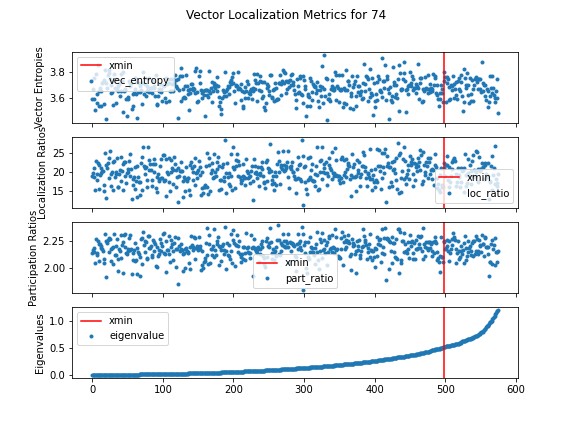 Vector Localization Metrics for 74
Vector Entropies
3.8
3.6
xmin
vec_entropy
Localization Ratios
25
20
15
xmin
loc_ratio
Participation Ratios
2.25
2.00
xmin
part_ratio
Eigenvalues
1.0
0.5
0.0
xmin
eigenvalue
0 100 200 300 400 500 600